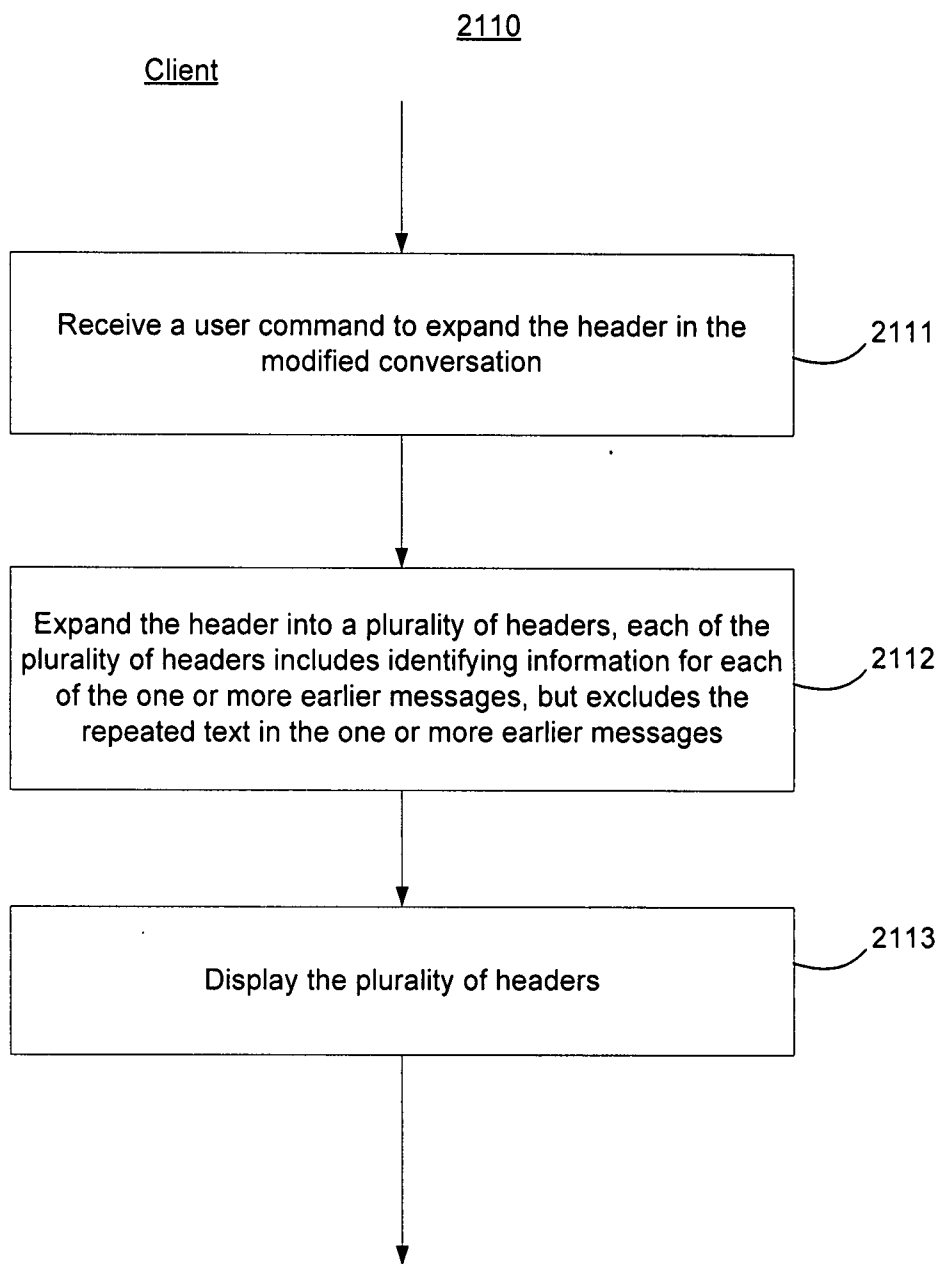 2110
Client
Receive a user command to expand the header in the
modified conversation
2111
Expand the header into a plurality of headers, each of the
plurality of headers includes identifying information for each
of the one or more earlier messages, but excludes the
repeated text in the one or more earlier messages
2112
Display the plurality of headers
2113